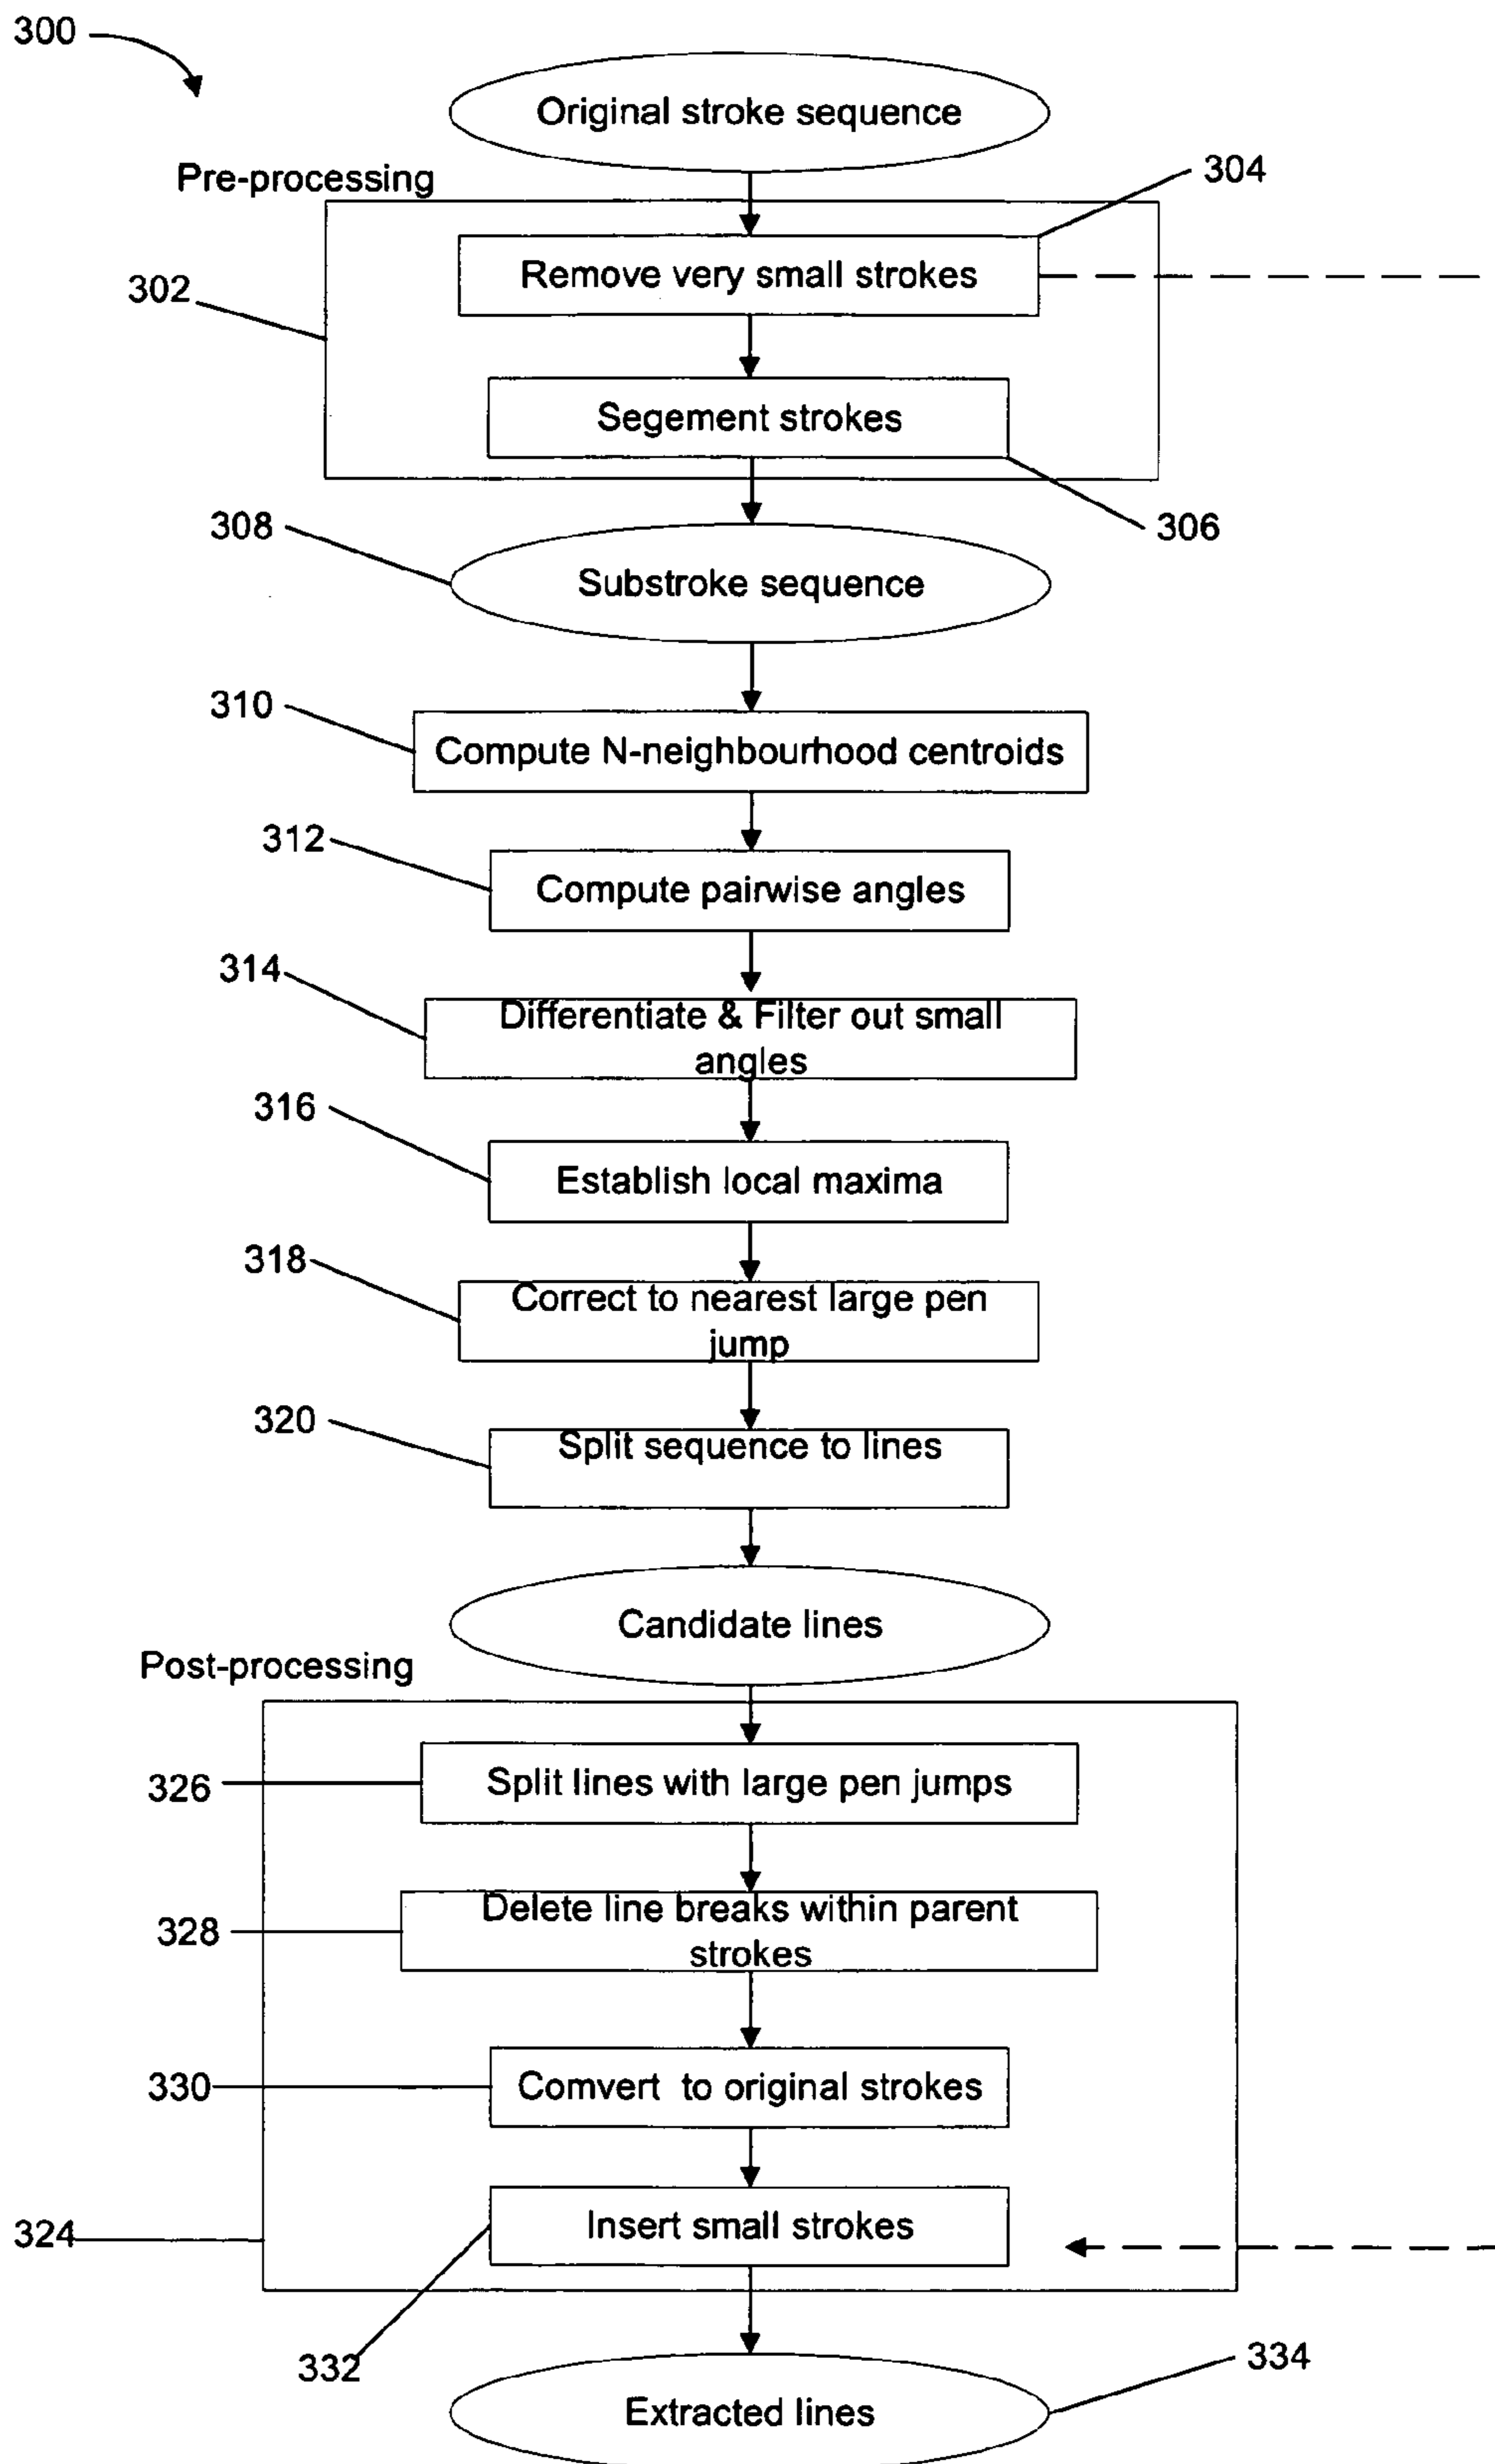 300
Original stroke sequence
Pre-processing
304
Remove very small strokes
302
Segement strokes
308
306
Substroke sequence
310
Compute N-neighbourhood centroids
312
Compute pairwise angles
314
Differentiate & Filter out small
angles
316
Establish local maxima
318
Correct to nearest large pen
jump
320
Split sequence to lines
Candidate lines
Post-processing
326
Split lines with large pen jumps
328
Delete line breaks within parent
strokes
330
Comvert to original strokes
324
Insert small strokes
332
334
Extracted lines